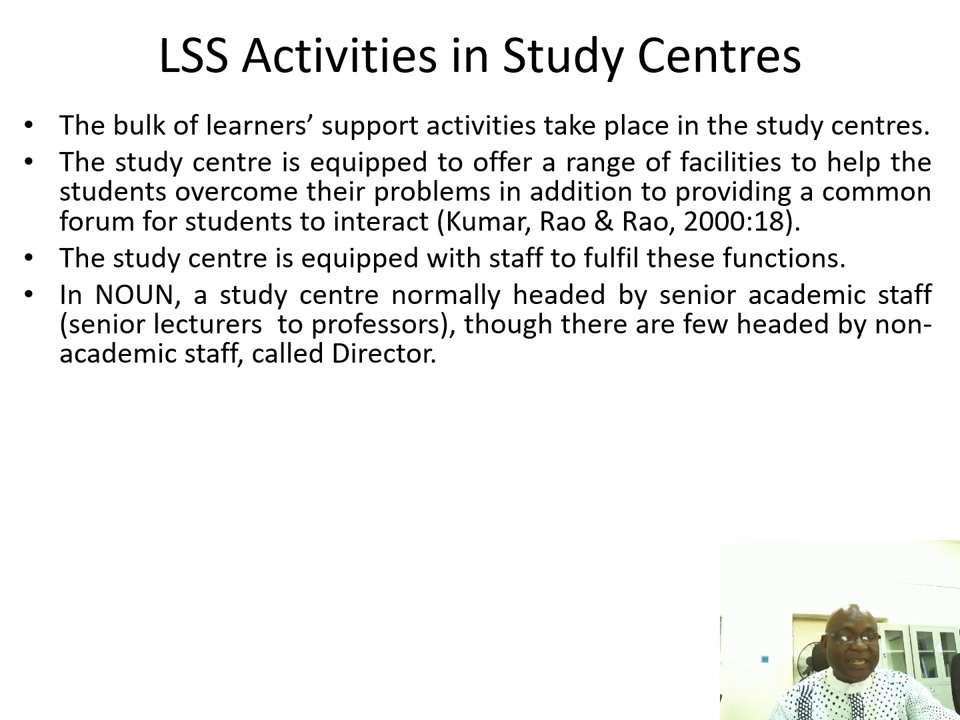 LSS Activities in Study Centres
• The bulk of learners’ support activities take place in the study centres.
• The study centre is equipped to offer a range of facilities to help the
students overcome their problems in addition to providing a common
forum for students to interact (Kumar, Rao & Rao, 2000:18).
• The study centre is equipped with staff to fulfil these functions.
• In NOUN, a study centre normally headed by senior academic staff
(senior lecturers  to professors), though there are few headed by non-
academic staff, called Director.